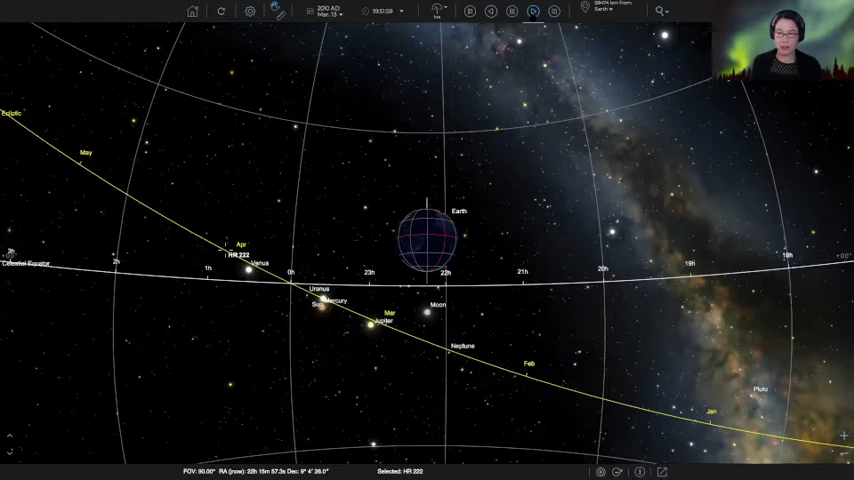 2010 AD
Mar. 13
19:51:59
hrs
58474 km from
Earth
Ecliptic
May
Earth
Apr
HR 222
Venus
3h
+00°
Celestial Equator
2h
1h
0h
23h
22h
21h
20h
19h
18h
+00°
Uranus
Mercury
Sun
Mar
Jupiter
Moon
Neptune
Feb
Pluto
Jan
FOV: 90.00° RA (now): 22h 15m 57.3s Dec: 9° 4' 26.0" Selected: HR 222